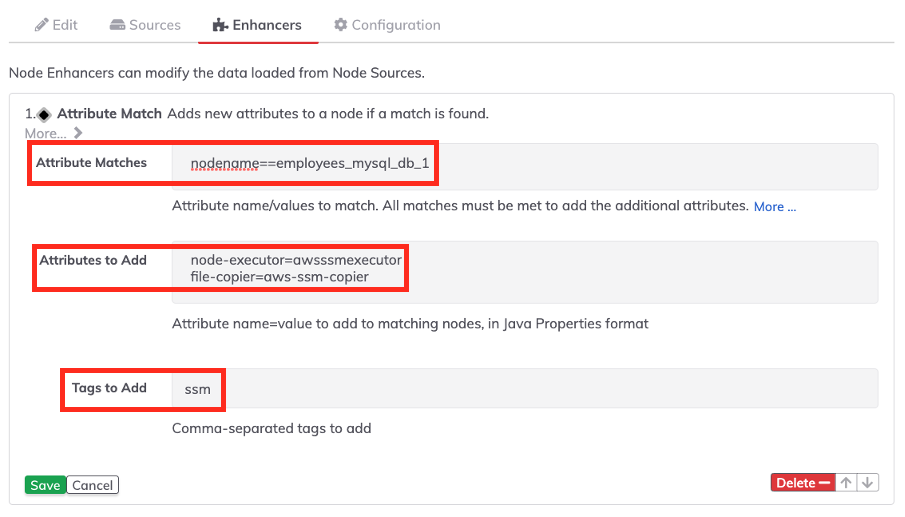 Edit Sources Enhancers Configuration
Node Enhancers can modify the data loaded from Node Sources.
1. Attribute Match Adds new attributes to a node if a match is found.
More...
Attribute Matches nodename==employees_mysql_db_1
Attribute name/values to match. All matches must be met to add the additional attributes. More ...
Attributes to Add node-executor=awsssmexecutor
file-copier=aws-ssm-copier
Attribute name=value to add to matching nodes, in Java Properties format
Tags to Add ssm
Comma-separated tags to add
Save Cancel Delete